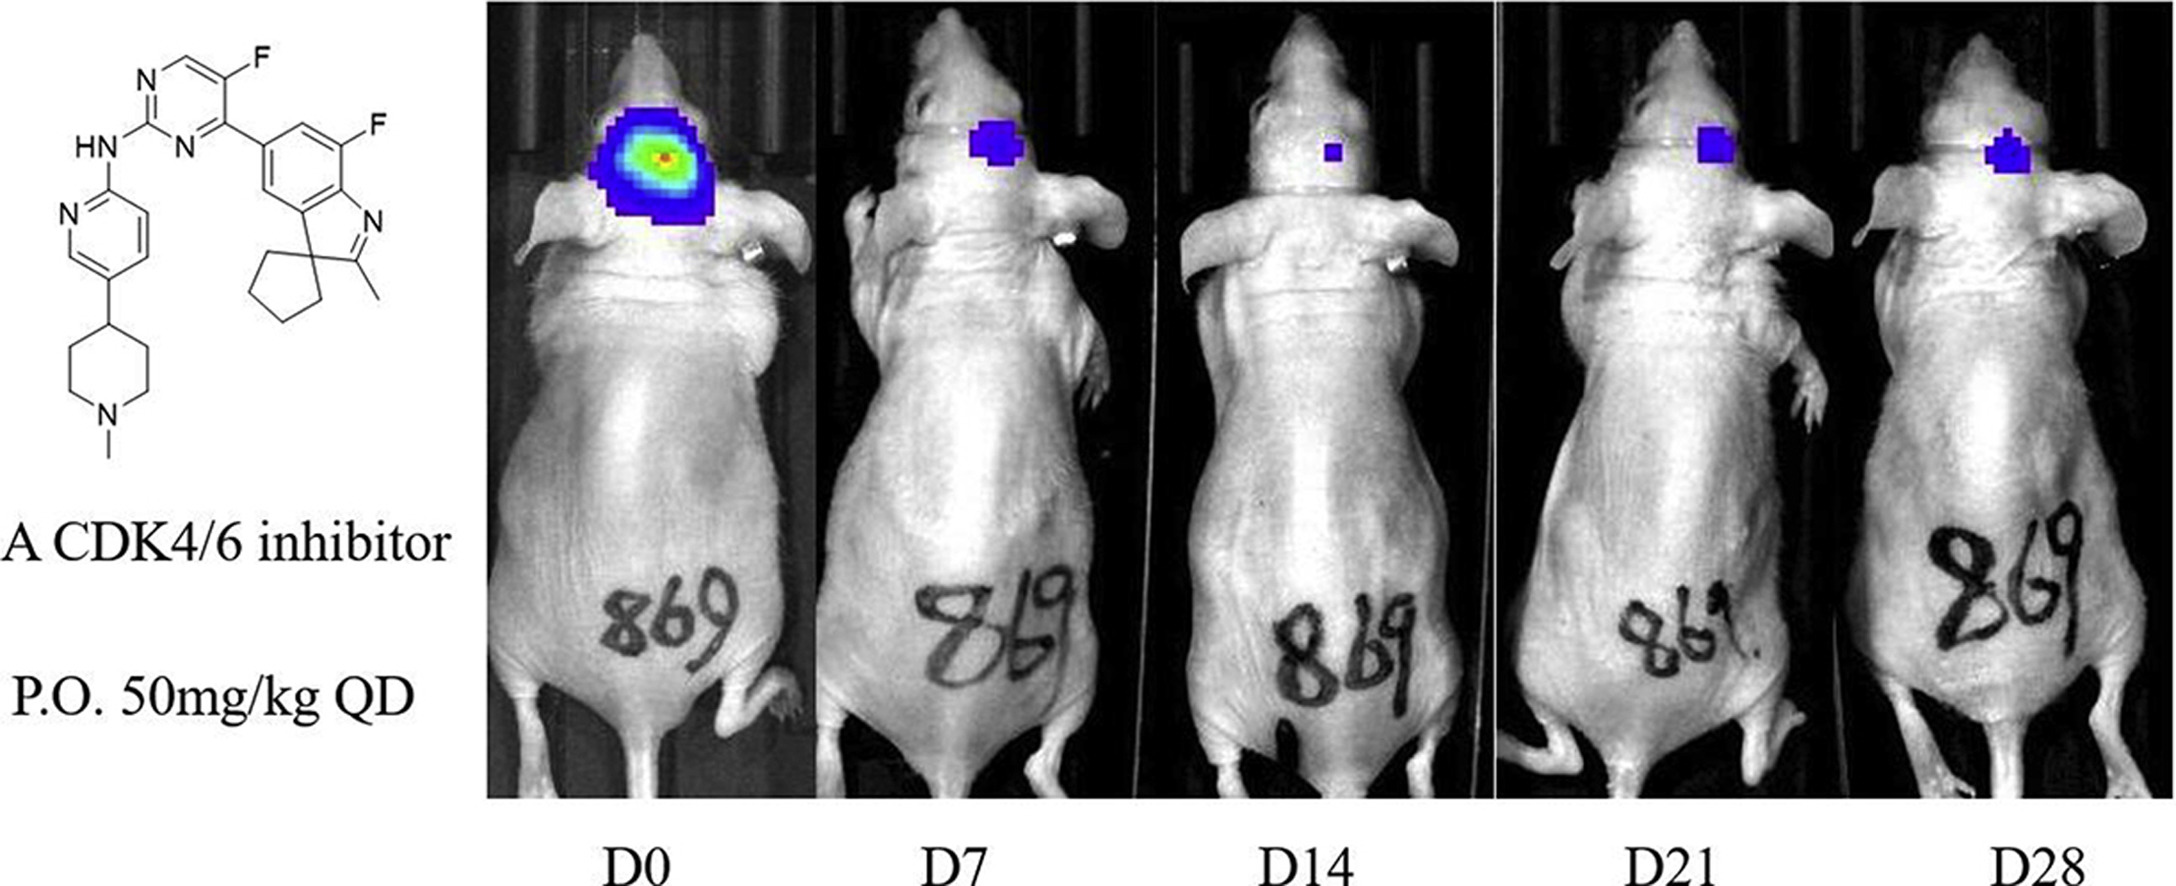 F
N
F
HN
N
N
N
N
A CDK4/6 inhibitor
P.O. 50mg/kg QD
869
869
869
869
869
D0
D7
D14
D21
D28